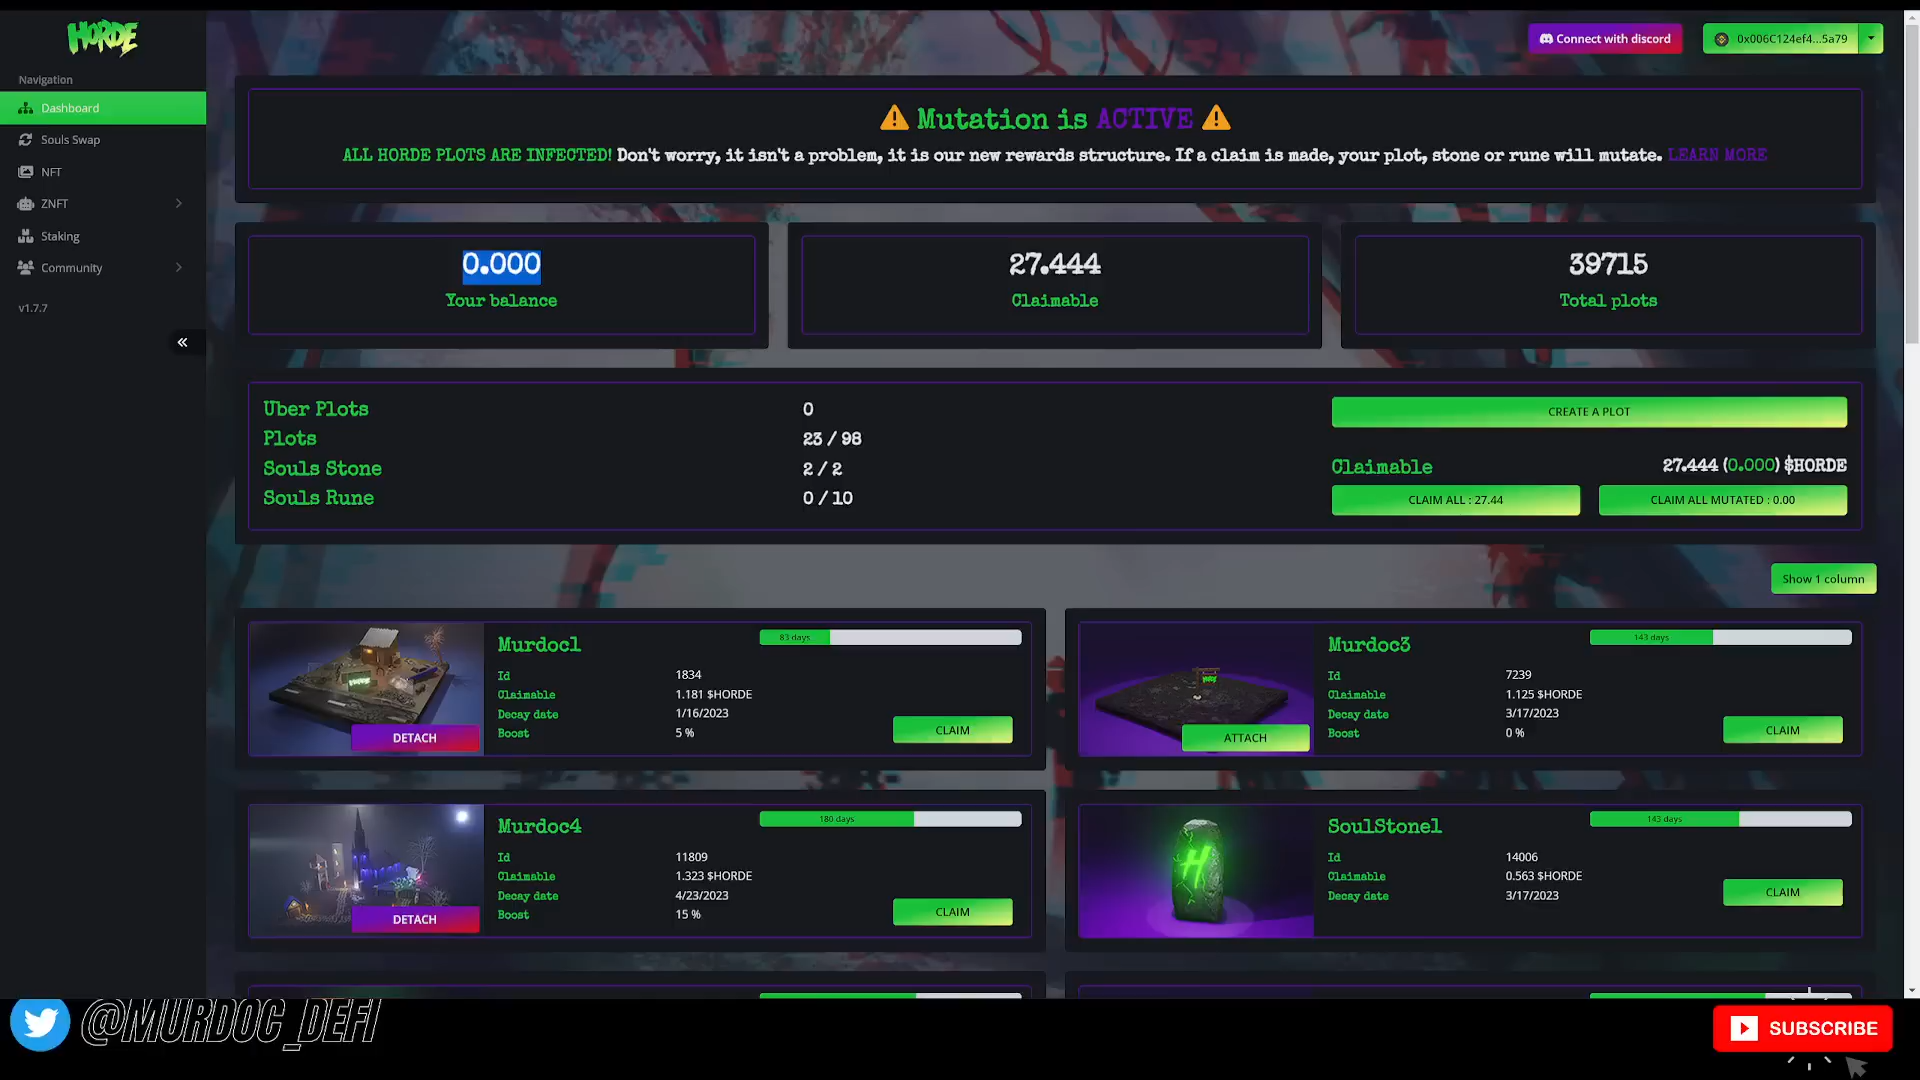 HORDE
Connect with discord
0x006C124ef4...5a79
Navigation
Dashboard
Souls Swap
NFT
ZNFT
Staking
Community
v1.7.7
Mutation is ACTIVE
ALL HORDE PLOTS ARE INFECTED! Don't worry, it isn't a problem, it is our new rewards structure. If a claim is made, your plot, stone or rune will mutate. LEARN MORE
0.000
Your balance
27.444
Claimable
39715
Total plots
Uber Plots 0
Plots 23 / 98
Souls Stone 2 / 2
Souls Rune 0 / 10
CREATE A PLOT
Claimable 27.444 (0.000) $HORDE
CLAIM ALL : 27.44
CLAIM ALL MUTATED : 0.00
Show 1 column
Murdoc1
83 days
Id 1834
Claimable 1.181 $HORDE
Decay date 1/16/2023
Boost 5 %
DETACH
CLAIM
Murdoc3
143 days
Id 7239
Claimable 1.125 $HORDE
Decay date 3/17/2023
Boost 0 %
ATTACH
CLAIM
Murdoc4
180 days
Id 11809
Claimable 1.323 $HORDE
Decay date 4/23/2023
Boost 15 %
DETACH
CLAIM
SoulStone1
143 days
Id 14006
Claimable 0.563 $HORDE
Decay date 3/17/2023
CLAIM
H
@MURDOC_DEFI
SUBSCRIBE